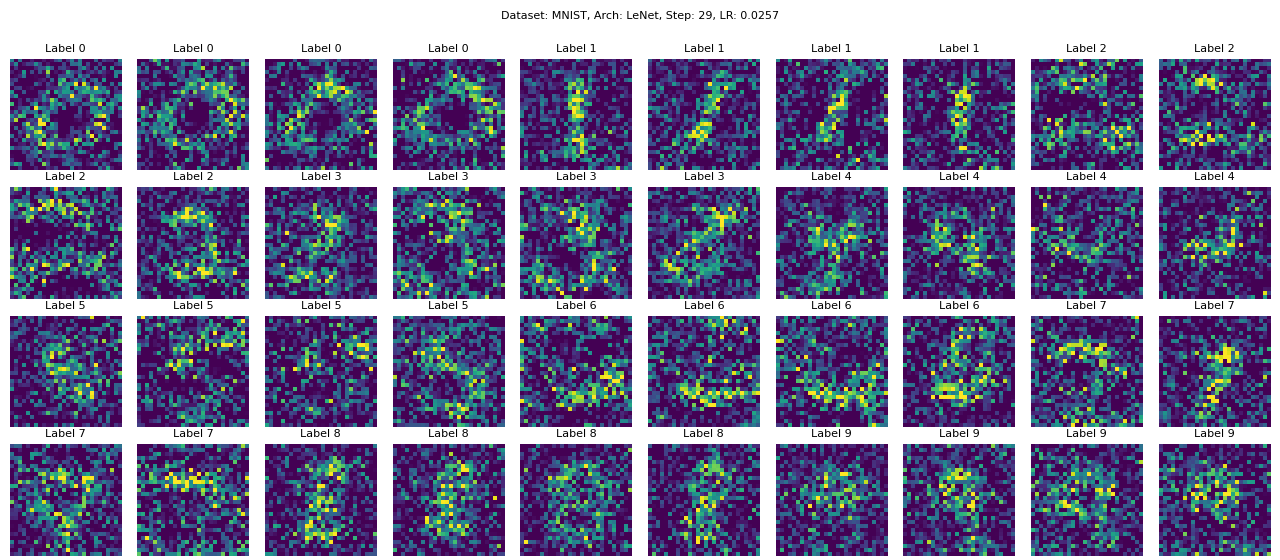 Dataset: MNIST, Arch: LeNet, Step: 29, LR: 0.0257
Label 0 Label 0 Label 0 Label 0 Label 1 Label 1 Label 1 Label 1 Label 2 Label 2
Label 2 Label 2 Label 3 Label 3 Label 3 Label 3 Label 4 Label 4 Label 4 Label 4
Label 5 Label 5 Label 5 Label 5 Label 6 Label 6 Label 6 Label 6 Label 7 Label 7
Label 7 Label 7 Label 8 Label 8 Label 8 Label 8 Label 9 Label 9 Label 9 Label 9